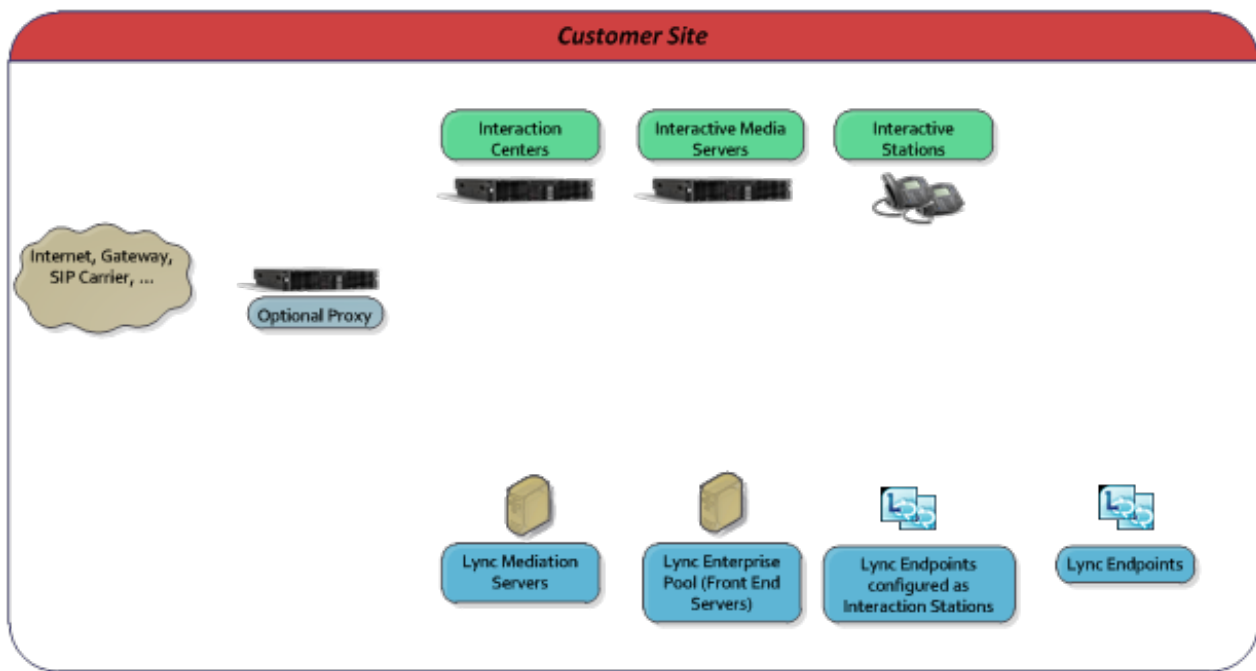 Customer Site
Interaction
Centers
Interactive Media
Servers
Interactive
Stations
Internet, Gateway,
SIP Carrier, ...
Optional Proxy
Lync Mediation
Servers
Lync Enterprise
Pool (Front End
Servers)
Lync Endpoints
configured as
Interaction Stations
Lync Endpoints